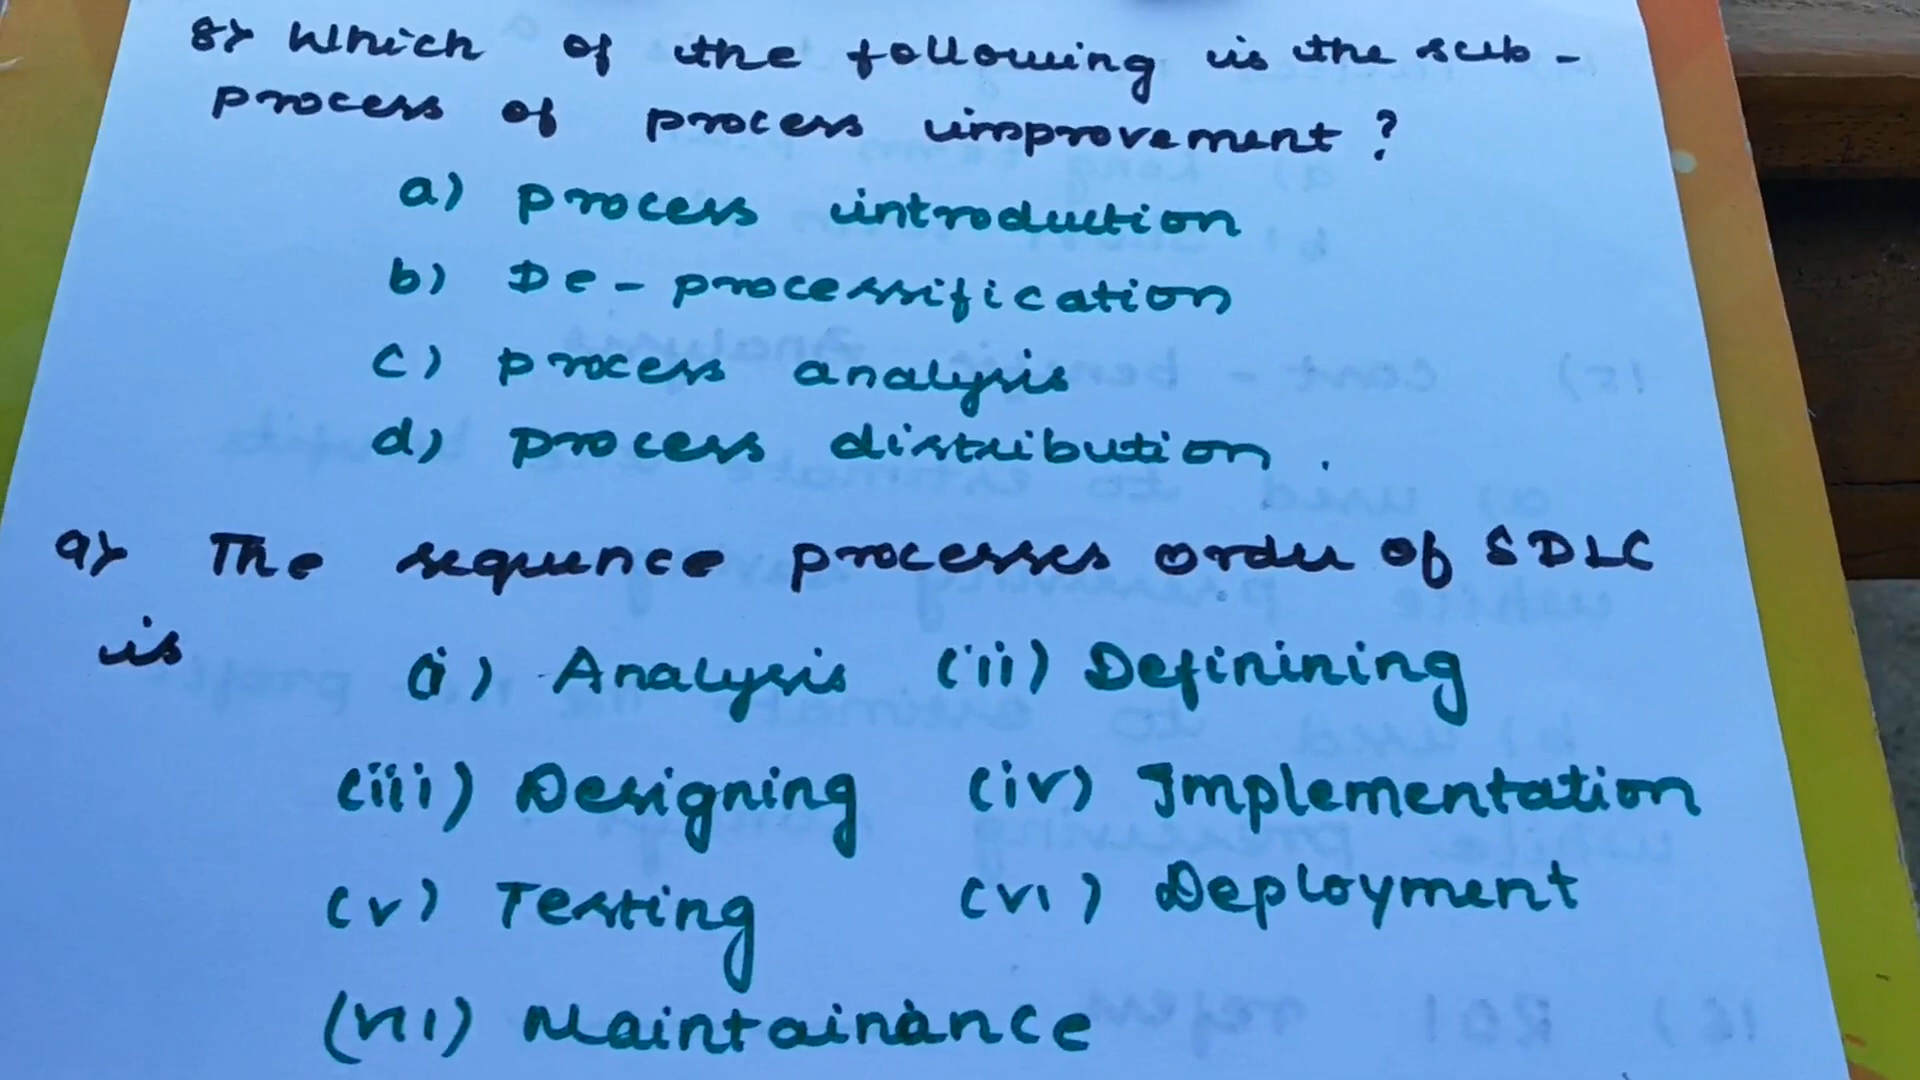 8) Which of the following is the sub-
process of process improvement?
a) process introduction
b) De-processification
c) process analysis
d) process distribution.
9) The sequence processes order of SDLC
is (i) Analysis (ii) Definining
(iii) Designing (iv) Implementation
(v) Testing (vi) Deployment
(vii) Maintainance